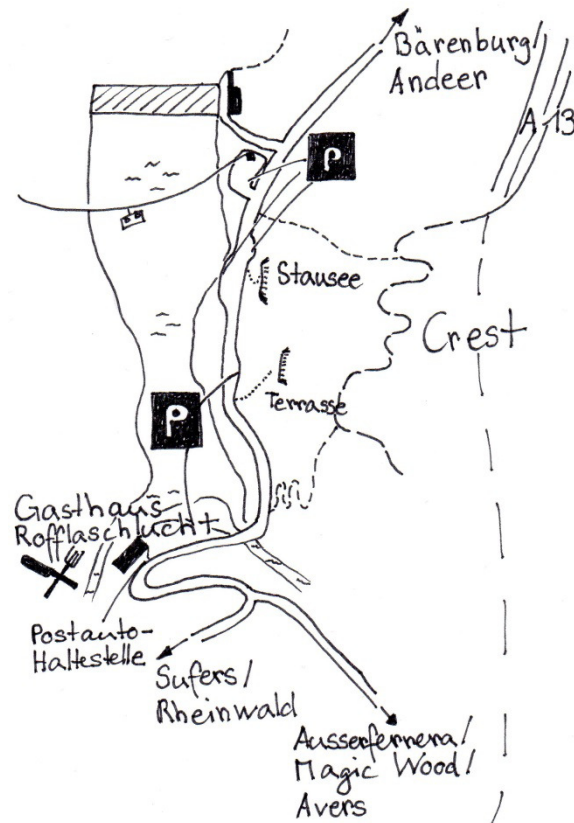 Bärenburg/
Andeer
A-13
P
Stausee
Crest
P
Terrasse
Gasthaus
Rofflaschlucht
Postauto-
Haltestelle
Sufers/
Rheinwald
Ausserferrera/
Magic Wood/
Avers